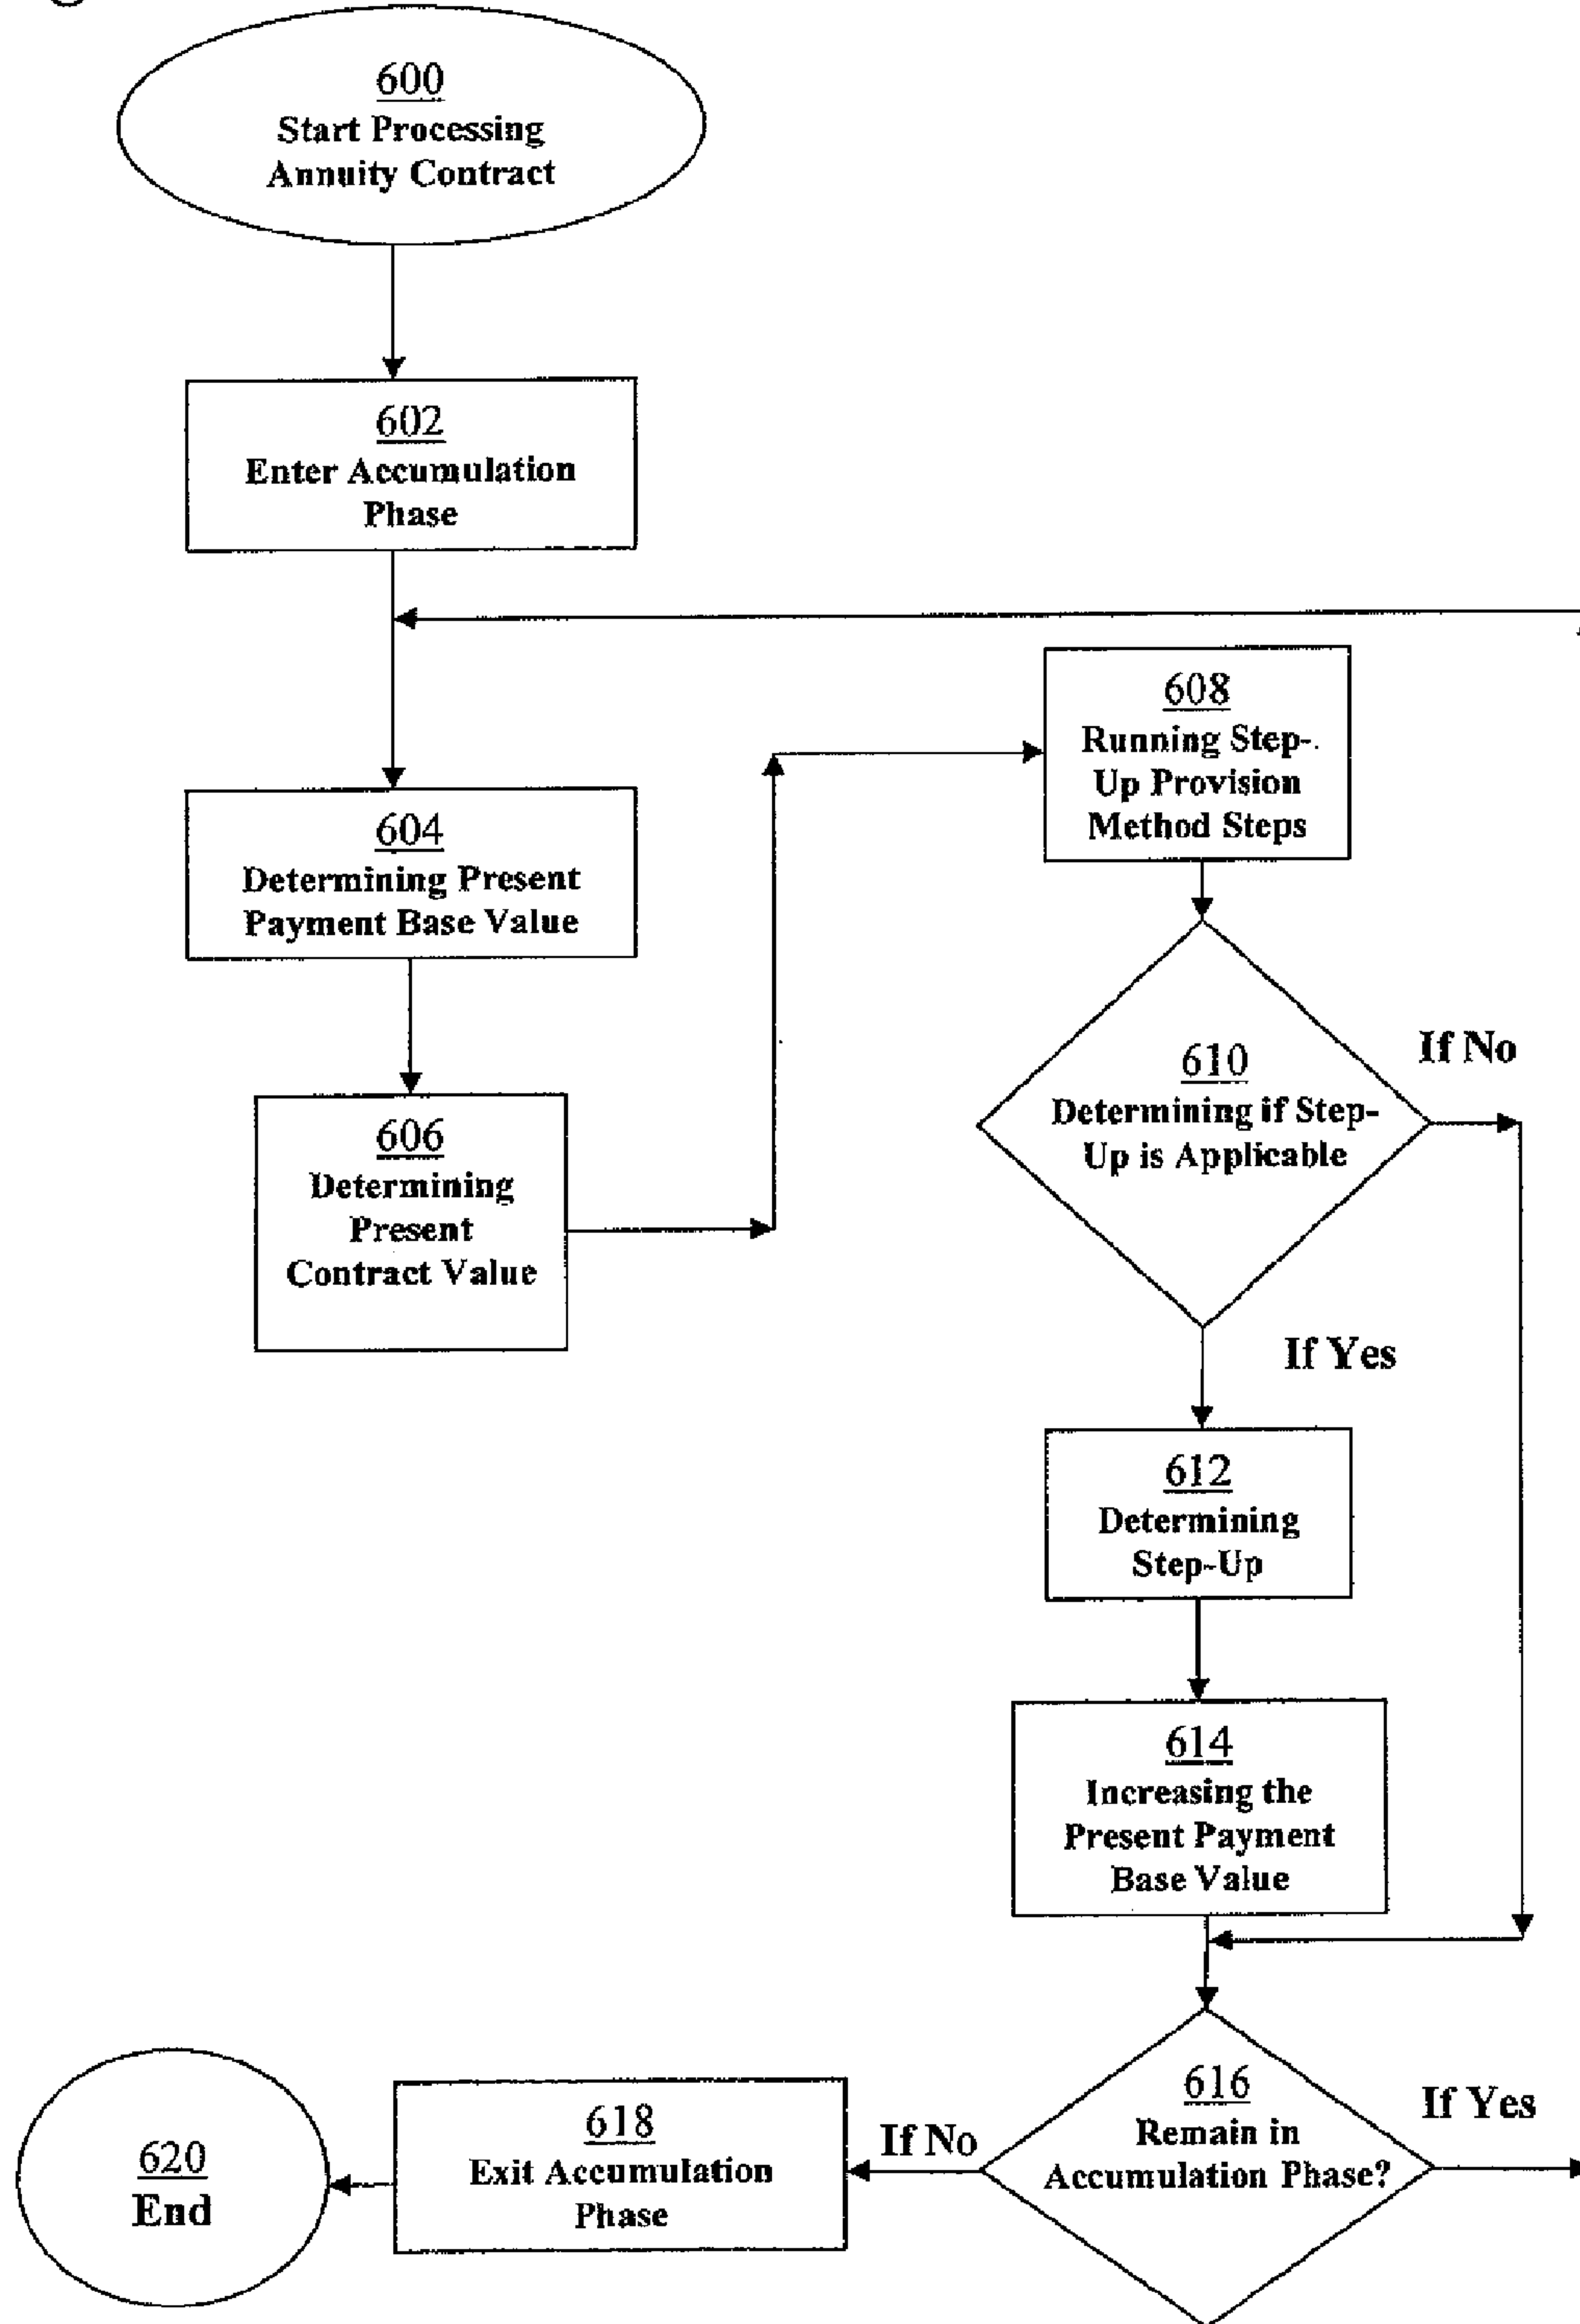 600
Start Processing
Annuity Contract
602
Enter Accumulation
Phase
604
Determining Present
Payment Base Value
606
Determining
Present
Contract Value
608
Running Step-
Up Provision
Method Steps
610
Determining if Step-
Up is Applicable
If No
If Yes
612
Determining
Step-Up
614
Increasing the
Present Payment
Base Value
616
Remain in
Accumulation Phase?
If Yes
If No
618
Exit Accumulation
Phase
620
End